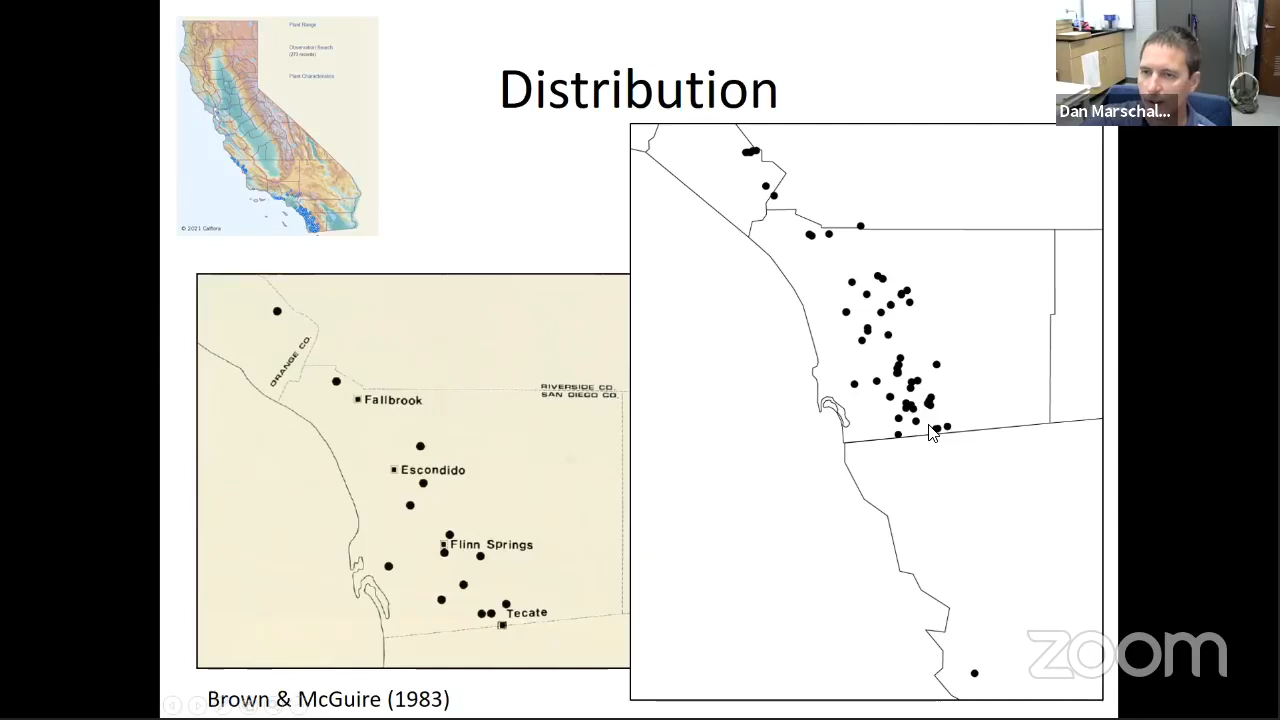 Plant Range
Observation Search
(273 records)
Plant Characteristics
© 2021 Calflora
Distribution
Dan Marschal...
ORANGE CO.
RIVERSIDE CO.
SAN DIEGO CO.
Fallbrook
Escondido
Flinn Springs
Tecate
Brown & McGuire (1983)
zoom